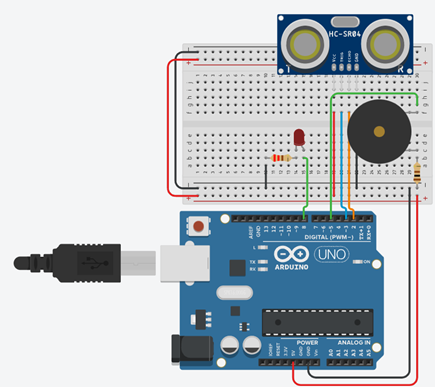 HC-SR04
VCC
TRIG
ECHO
GND
T
R
AREF
GND
13
12
~11
~10
~9
8
7
~6
~5
4
~3
2
TX→1
RX←0
DIGITAL (PWM~)
L
TX
RX
ARDUINO
UNO
ON
POWER
ANALOG IN
IOREF
RESET
3.3V
5V
GND
GND
Vin
A0
A1
A2
A3
A4
A5